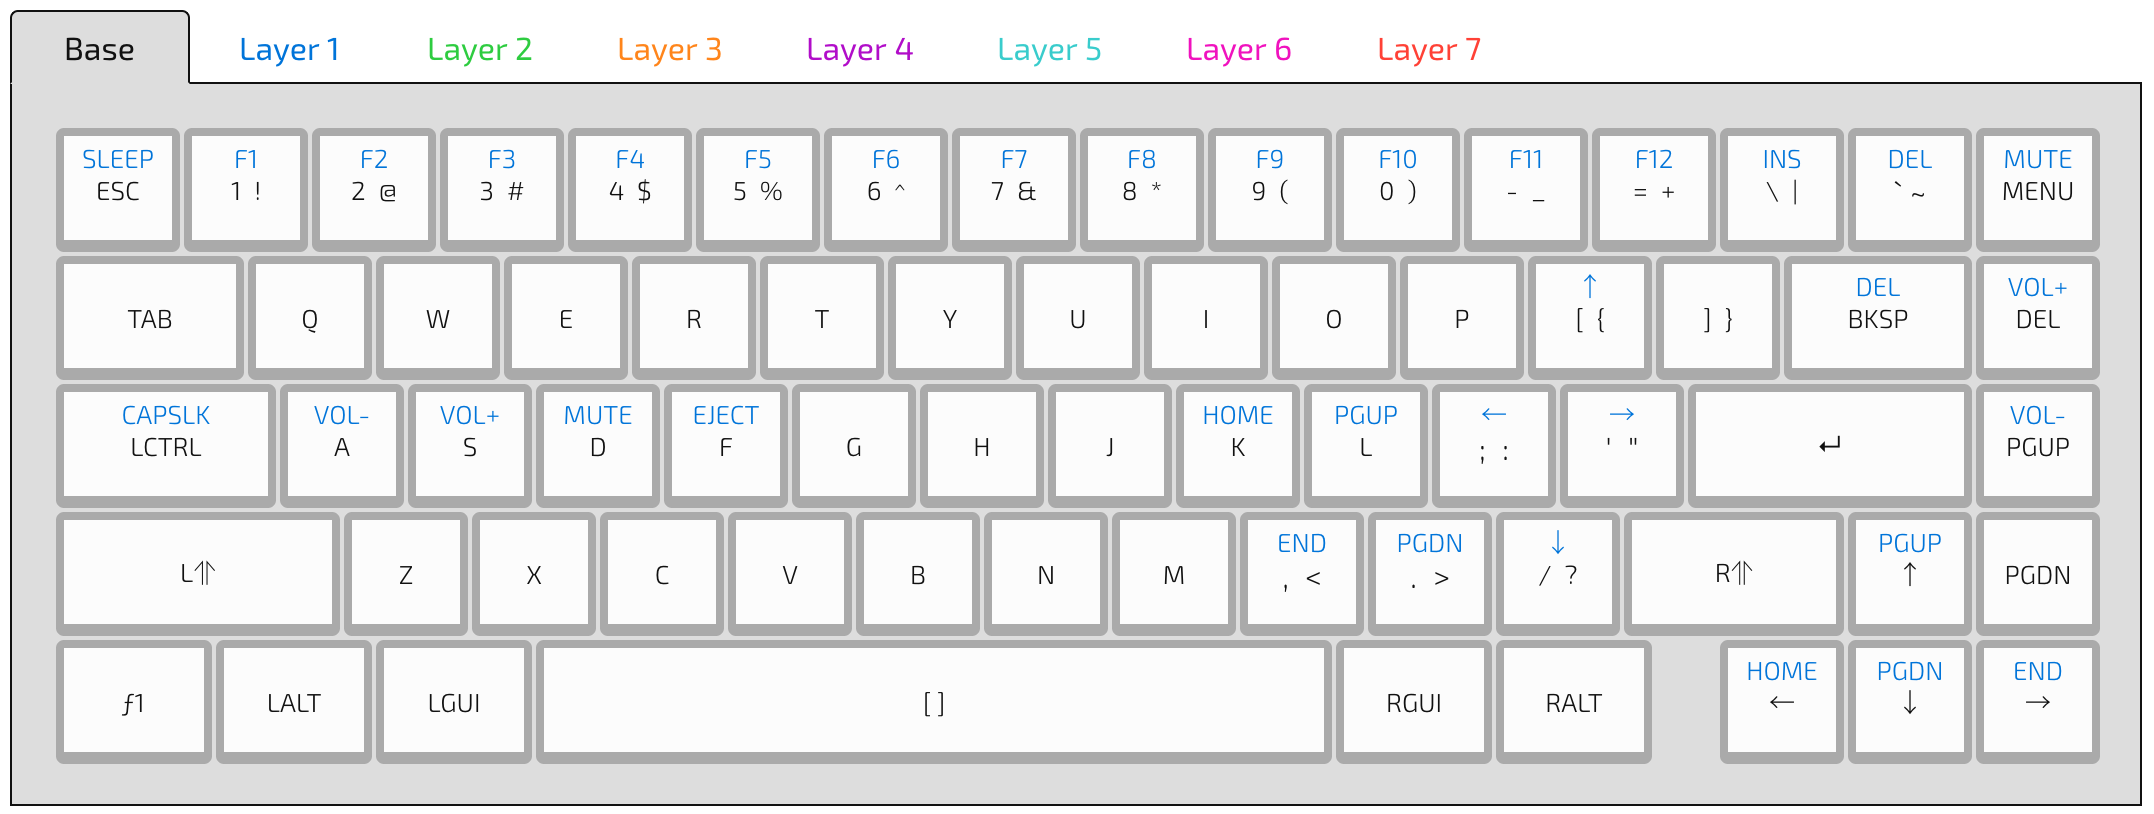 Base Layer 1 Layer 2 Layer 3 Layer 4 Layer 5 Layer 6 Layer 7
SLEEP F1 F2 F3 F4 F5 F6 F7 F8 F9 F10 F11 F12 INS DEL MUTE
ESC 1 ! 2 @ 3 # 4 $ 5 % 6 ^ 7 & 8 * 9 ( 0 ) - _ = + \ | ` ~ MENU
↑ DEL VOL+
TAB Q W E R T Y U I O P [ { ] } BKSP DEL
CAPSLK VOL- VOL+ MUTE EJECT HOME PGUP ← → VOL-
LCTRL A S D F G H J K L ; : ' " ↵ PGUP
END PGDN ↓ PGUP
L⥣ Z X C V B N M , < . > / ? R⥣ ↑ PGDN
HOME PGDN END
ƒ1 LALT LGUI [ ] RGUI RALT ← ↓ →